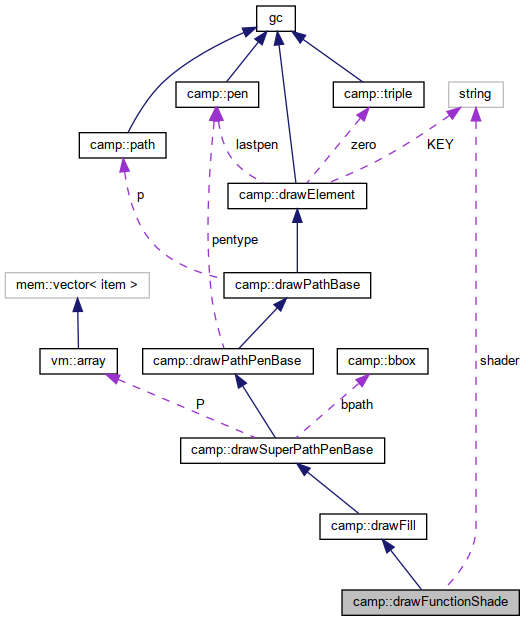 gc
camp::pen
camp::triple
string
camp::path
lastpen
zero
KEY
p
camp::drawElement
pentype
mem::vector< item >
camp::drawPathBase
vm::array
camp::drawPathPenBase
camp::bbox
shader
P
bpath
camp::drawSuperPathPenBase
camp::drawFill
camp::drawFunctionShade